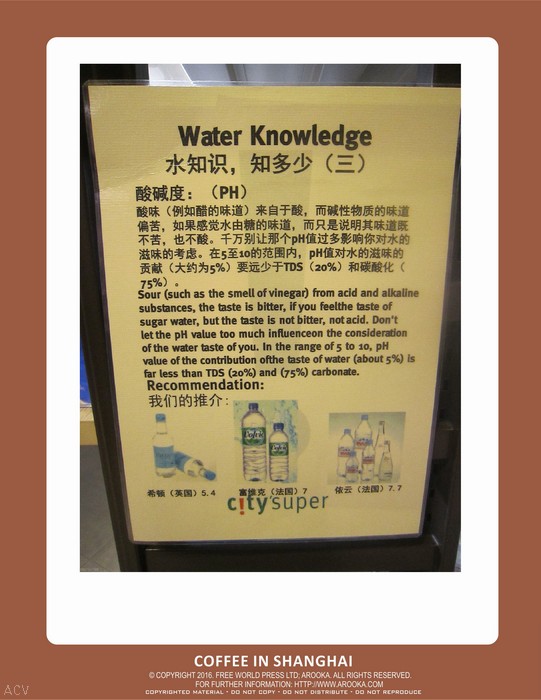 Water Knowledge
水知识，知多少（三）
酸碱度：（PH）
酸味（例如醋的味道）来自于酸，而碱性物质的味道
偏苦，如果感觉水由糖的味道，而只是说明其味道既
不苦，也不酸。千万别让那个pH值过多影响你对水的
滋味的考虑。在5至10的范围内，pH值对水的滋味的
贡献（大约为5%）要远少于TDS（20%）和碳酸化（
75%）。
Sour (such as the smell of vinegar) from acid and alkaline
substances, the taste is bitter, if you feelthe taste of
sugar water, but the taste is not bitter, not acid. Don't
let the pH value too much influenceon the consideration
of the water taste of you. In the range of 5 to 10, pH
value of the contribution ofthe taste of water (about 5%) is
far less than TDS (20%) and (75%) carbonate.
Recommendation:
我们的推介：
Volvic
希顿（英国）5.4 富维克（法国）7 依云（法国）7.7
city'super
COFFEE IN SHANGHAI
© COPYRIGHT 2016. FREE WORLD PRESS LTD; AROOKA. ALL RIGHTS RESERVED.
FOR FURTHER INFORMATION: HTTP://WWW.AROOKA.COM
COPYRIGHTED MATERIAL • DO NOT COPY • DO NOT DISTRIBUTE • DO NOT REPRODUCE
ACV